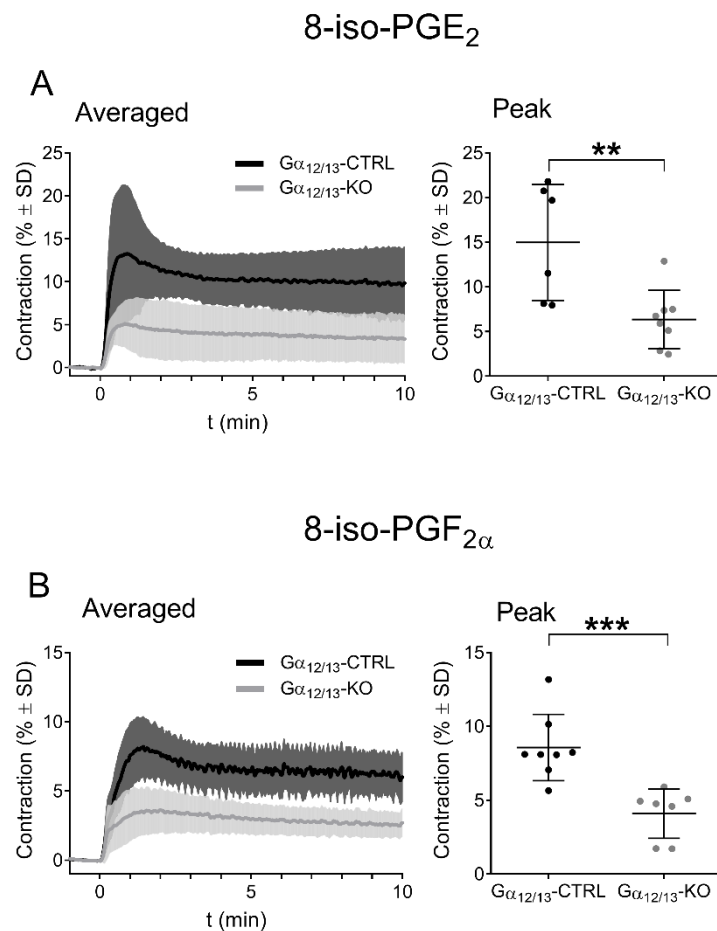 8-iso-PGE₂
A
Averaged
Peak
Contraction (% ± SD)
25
20
15
10
5
0
Gα₁₂/₁₃-CTRL
Gα₁₂/₁₃-KO
0
5
10
t (min)
Contraction (% ± SD)
25
20
15
10
5
0
**
Gα₁₂/₁₃-CTRL
Gα₁₂/₁₃-KO
8-iso-PGF₂α
B
Averaged
Peak
Contraction (% ± SD)
15
10
5
0
Gα₁₂/₁₃-CTRL
Gα₁₂/₁₃-KO
0
5
10
t (min)
Contraction (% ± SD)
15
10
5
0
***
Gα₁₂/₁₃-CTRL
Gα₁₂/₁₃-KO